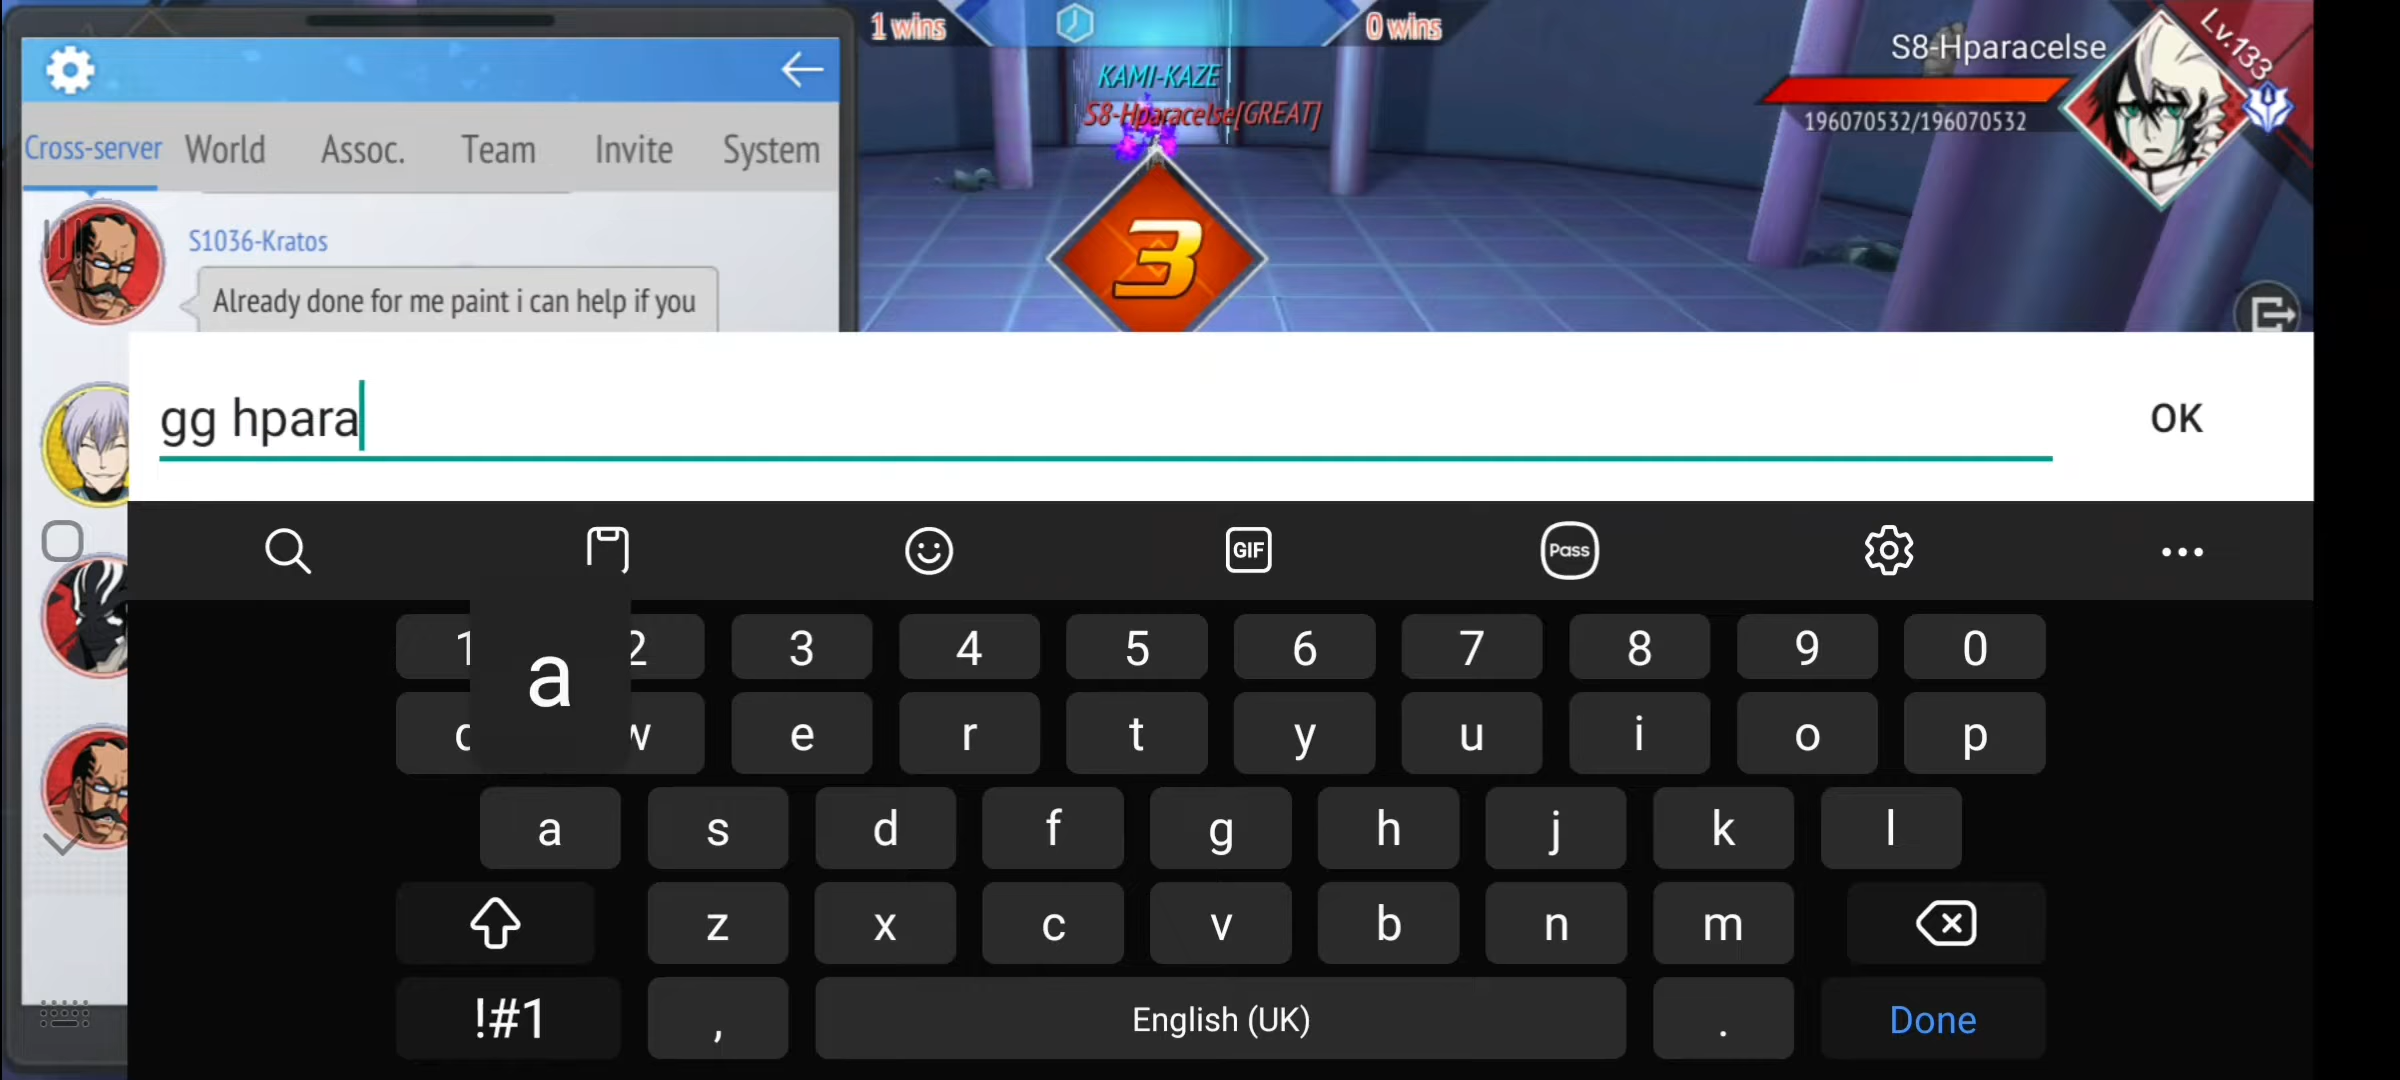 1 wins
0 wins
S8-Hparacelse
Lv.133
KAMI-KAZE
S8-Hparacelse[GREAT]
196070532/196070532
Cross-server World Assoc. Team Invite System
S1036-Kratos
Already done for me paint i can help if you
3
gg hpara
OK
GIF
Pass
1 2 3 4 5 6 7 8 9 0
a
w e r t y u i o p
a s d f g h j k l
z x c v b n m
!#1 , English (UK) . Done